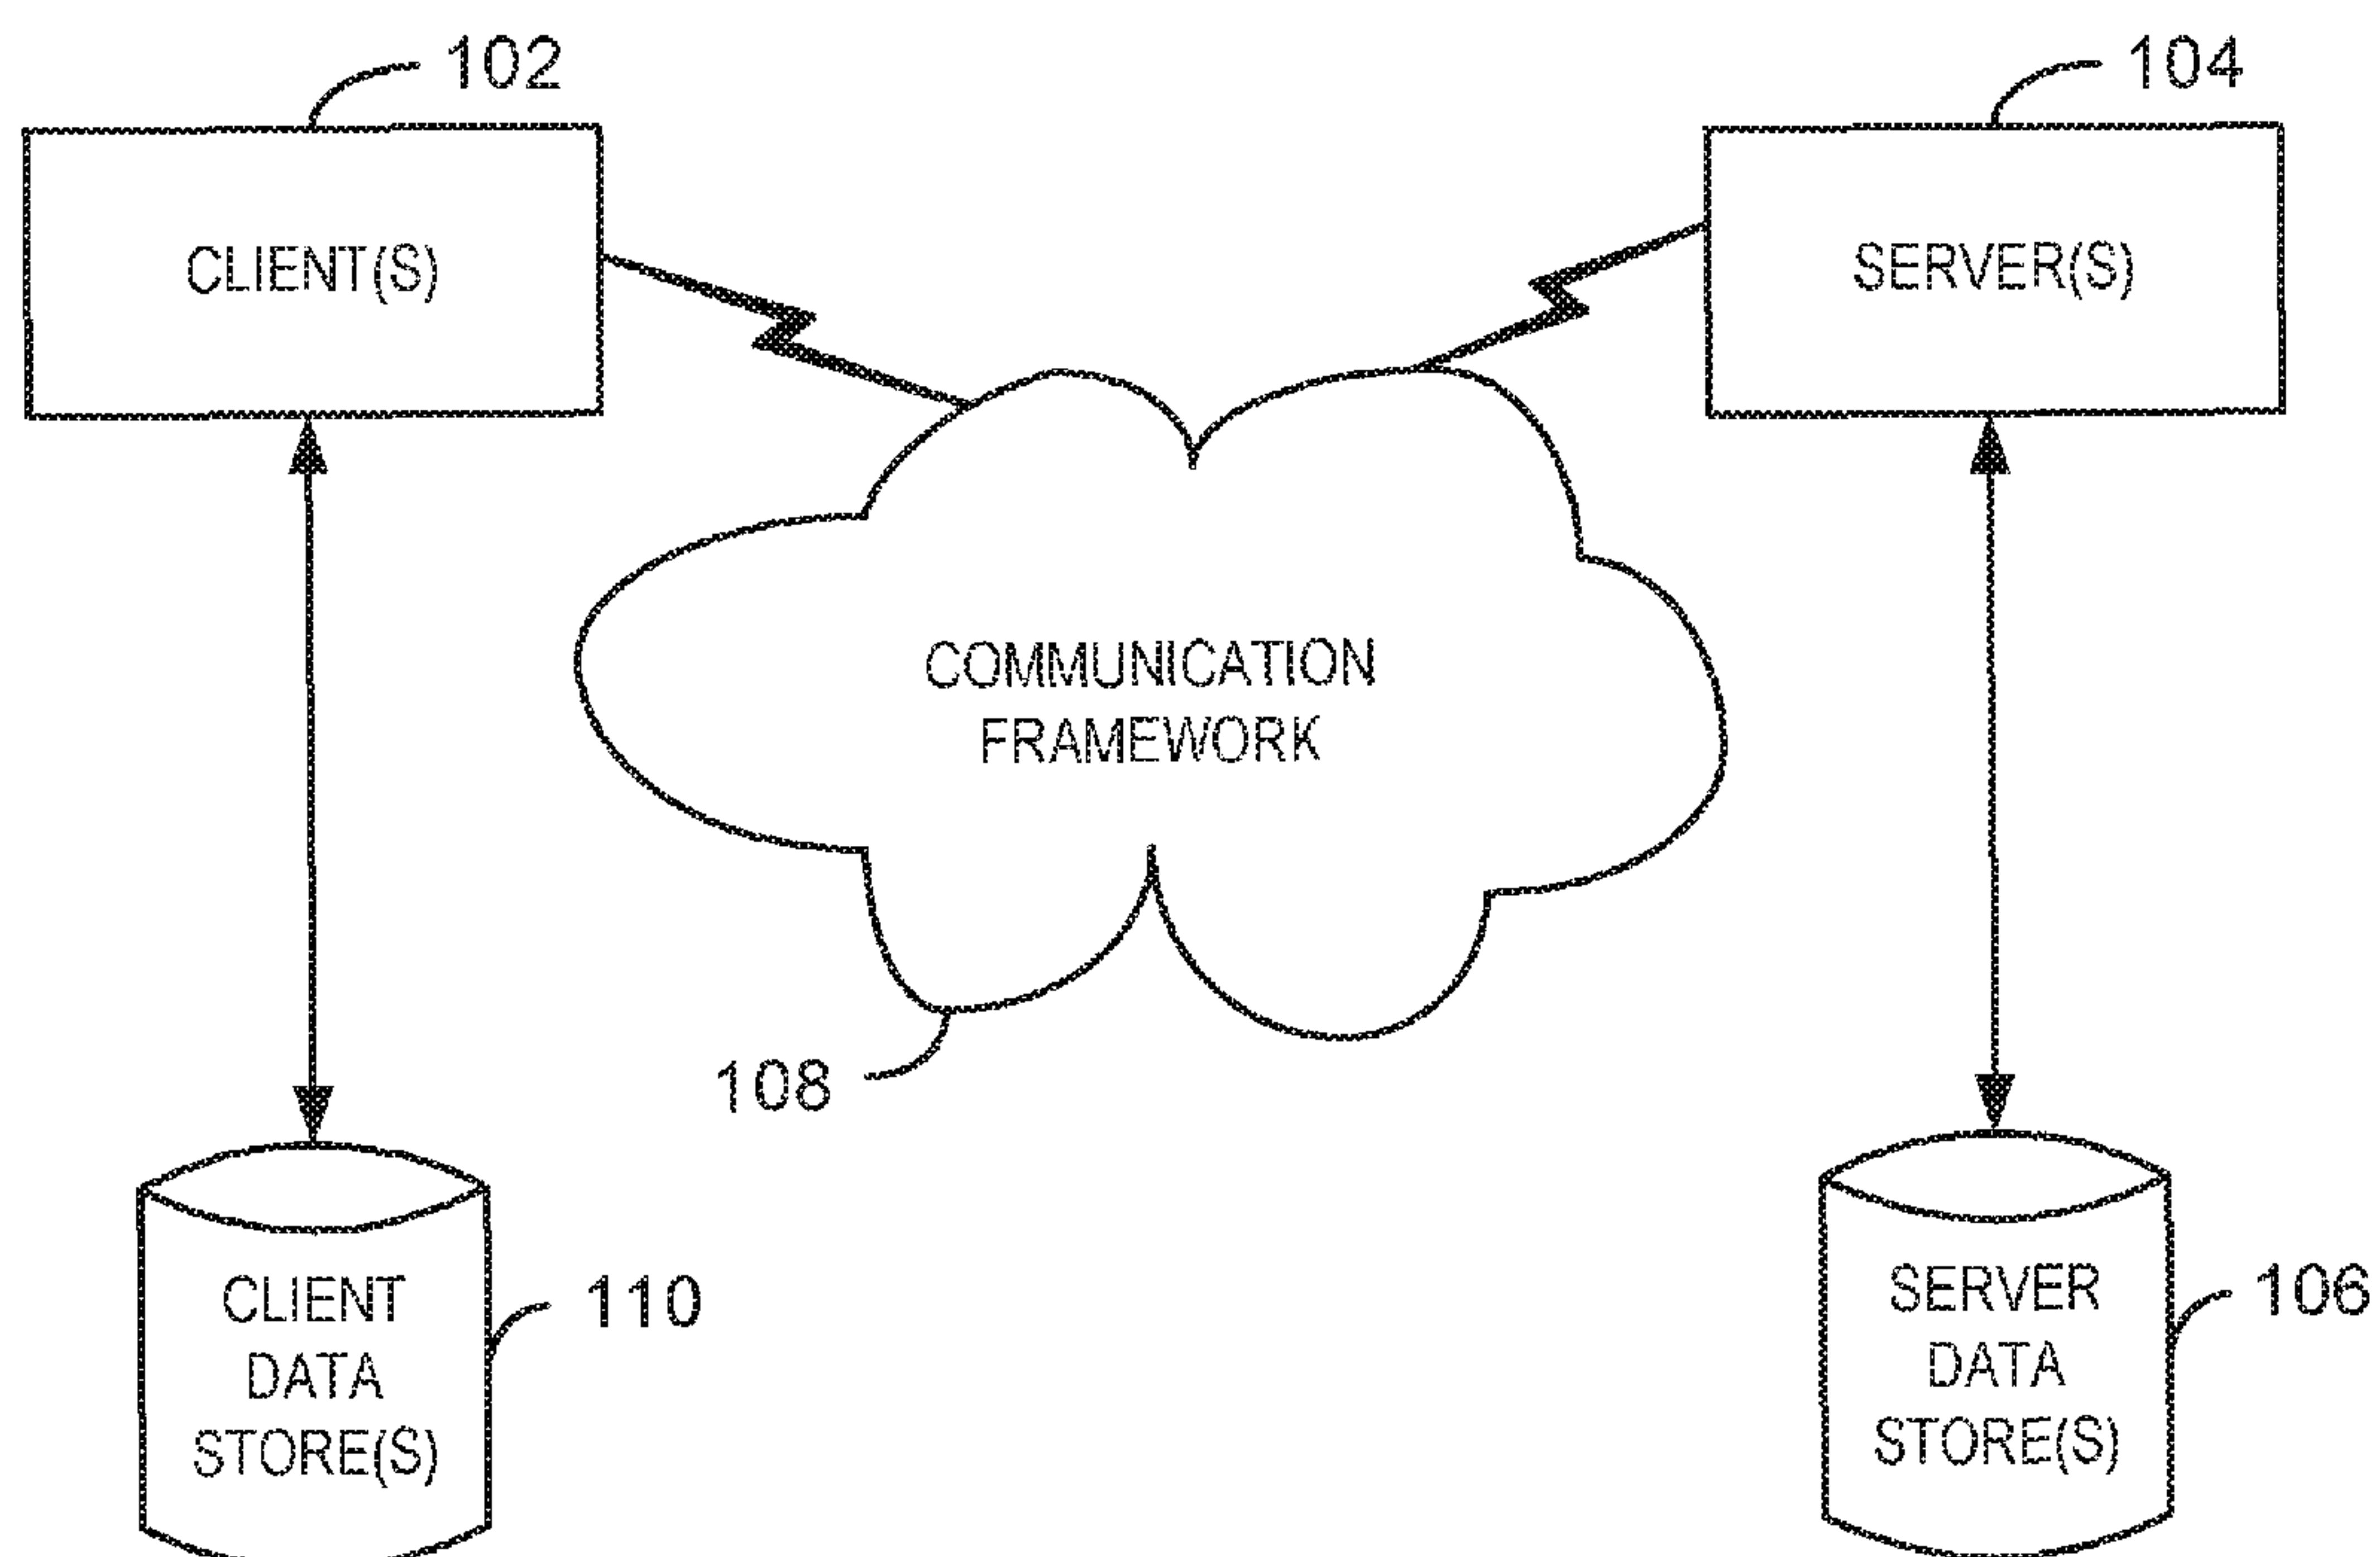 102
104
CLIENT(S)
SERVER(S)
COMMUNICATION
FRAMEWORK
108
CLIENT
DATA
STORE(S)
110
SERVER
DATA
STORE(S)
106